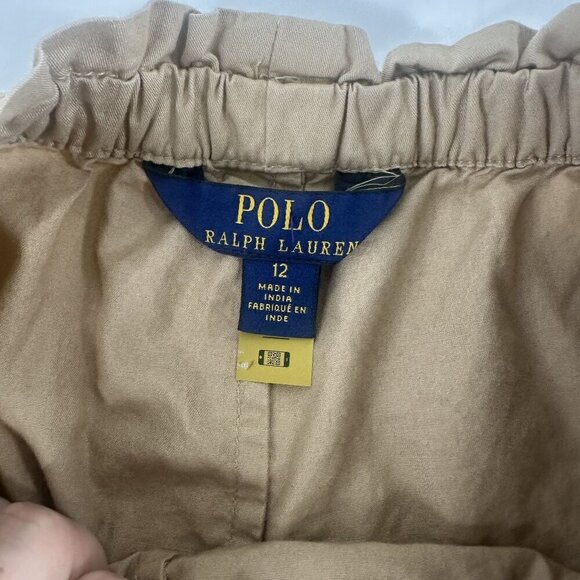 POLO
RALPH LAUREN
12
MADE IN
INDIA
FABRIQUÉ EN
INDE